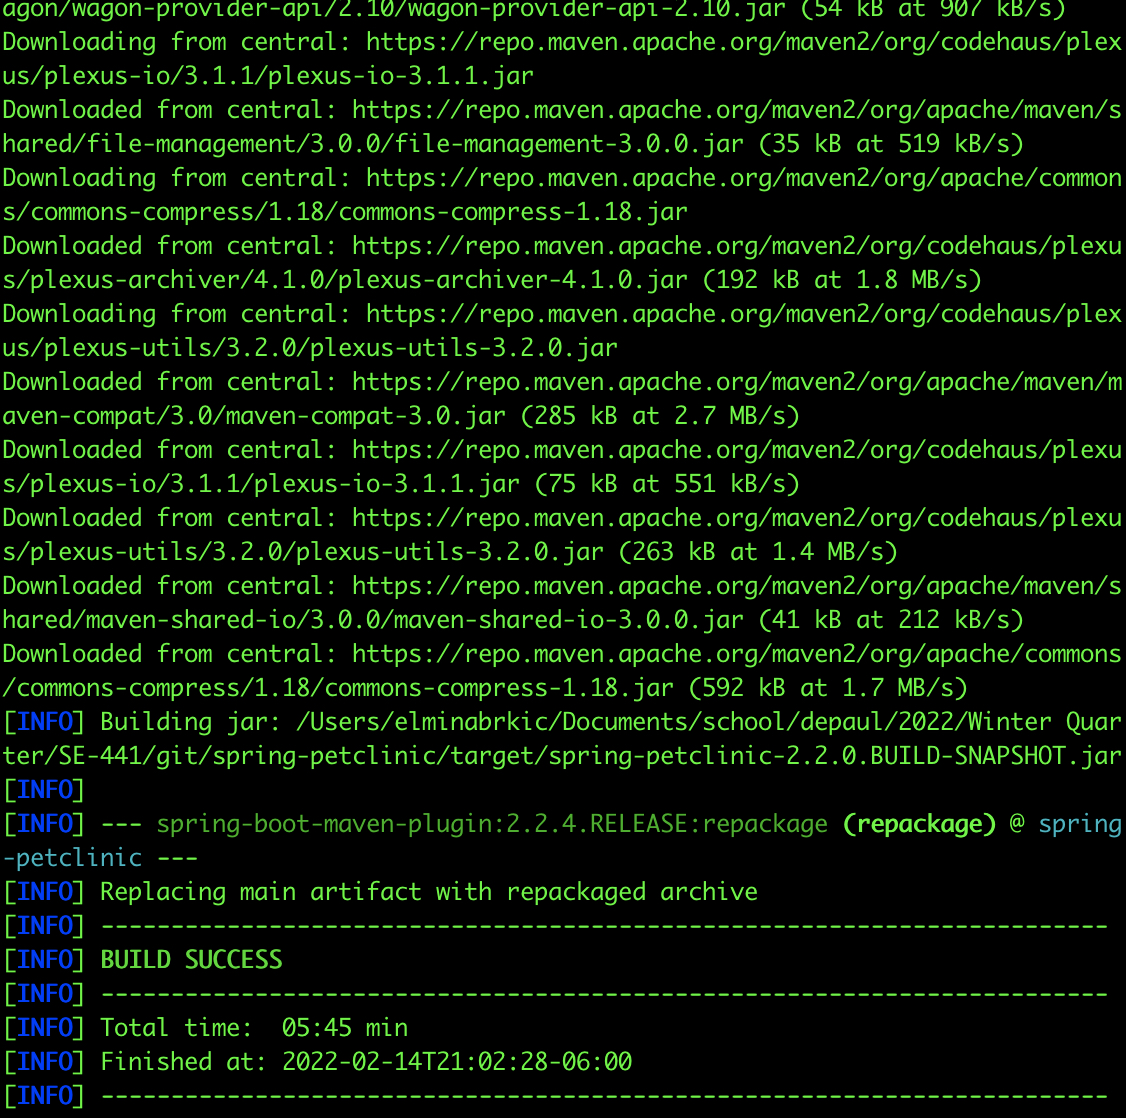 agon/wagon-provider-api/2.10/wagon-provider-api-2.10.jar (54 kB at 907 kB/s)
Downloading from central: https://repo.maven.apache.org/maven2/org/codehaus/plex
us/plexus-io/3.1.1/plexus-io-3.1.1.jar
Downloaded from central: https://repo.maven.apache.org/maven2/org/apache/maven/s
hared/file-management/3.0.0/file-management-3.0.0.jar (35 kB at 519 kB/s)
Downloading from central: https://repo.maven.apache.org/maven2/org/apache/common
s/commons-compress/1.18/commons-compress-1.18.jar
Downloaded from central: https://repo.maven.apache.org/maven2/org/codehaus/plexu
s/plexus-archiver/4.1.0/plexus-archiver-4.1.0.jar (192 kB at 1.8 MB/s)
Downloading from central: https://repo.maven.apache.org/maven2/org/codehaus/plex
us/plexus-utils/3.2.0/plexus-utils-3.2.0.jar
Downloaded from central: https://repo.maven.apache.org/maven2/org/apache/maven/m
aven-compat/3.0/maven-compat-3.0.jar (285 kB at 2.7 MB/s)
Downloaded from central: https://repo.maven.apache.org/maven2/org/codehaus/plexu
s/plexus-io/3.1.1/plexus-io-3.1.1.jar (75 kB at 551 kB/s)
Downloaded from central: https://repo.maven.apache.org/maven2/org/codehaus/plexu
s/plexus-utils/3.2.0/plexus-utils-3.2.0.jar (263 kB at 1.4 MB/s)
Downloaded from central: https://repo.maven.apache.org/maven2/org/apache/maven/s
hared/maven-shared-io/3.0.0/maven-shared-io-3.0.0.jar (41 kB at 212 kB/s)
Downloaded from central: https://repo.maven.apache.org/maven2/org/apache/commons
/commons-compress/1.18/commons-compress-1.18.jar (592 kB at 1.7 MB/s)
[INFO] Building jar: /Users/elminabrkic/Documents/school/depaul/2022/Winter Quar
ter/SE-441/git/spring-petclinic/target/spring-petclinic-2.2.0.BUILD-SNAPSHOT.jar
[INFO]
[INFO] --- spring-boot-maven-plugin:2.2.4.RELEASE:repackage (repackage) @ spring
-petclinic ---
[INFO] Replacing main artifact with repackaged archive
[INFO] ------------------------------------------------------------------------
[INFO] BUILD SUCCESS
[INFO] ------------------------------------------------------------------------
[INFO] Total time:  05:45 min
[INFO] Finished at: 2022-02-14T21:02:28-06:00
[INFO] ------------------------------------------------------------------------